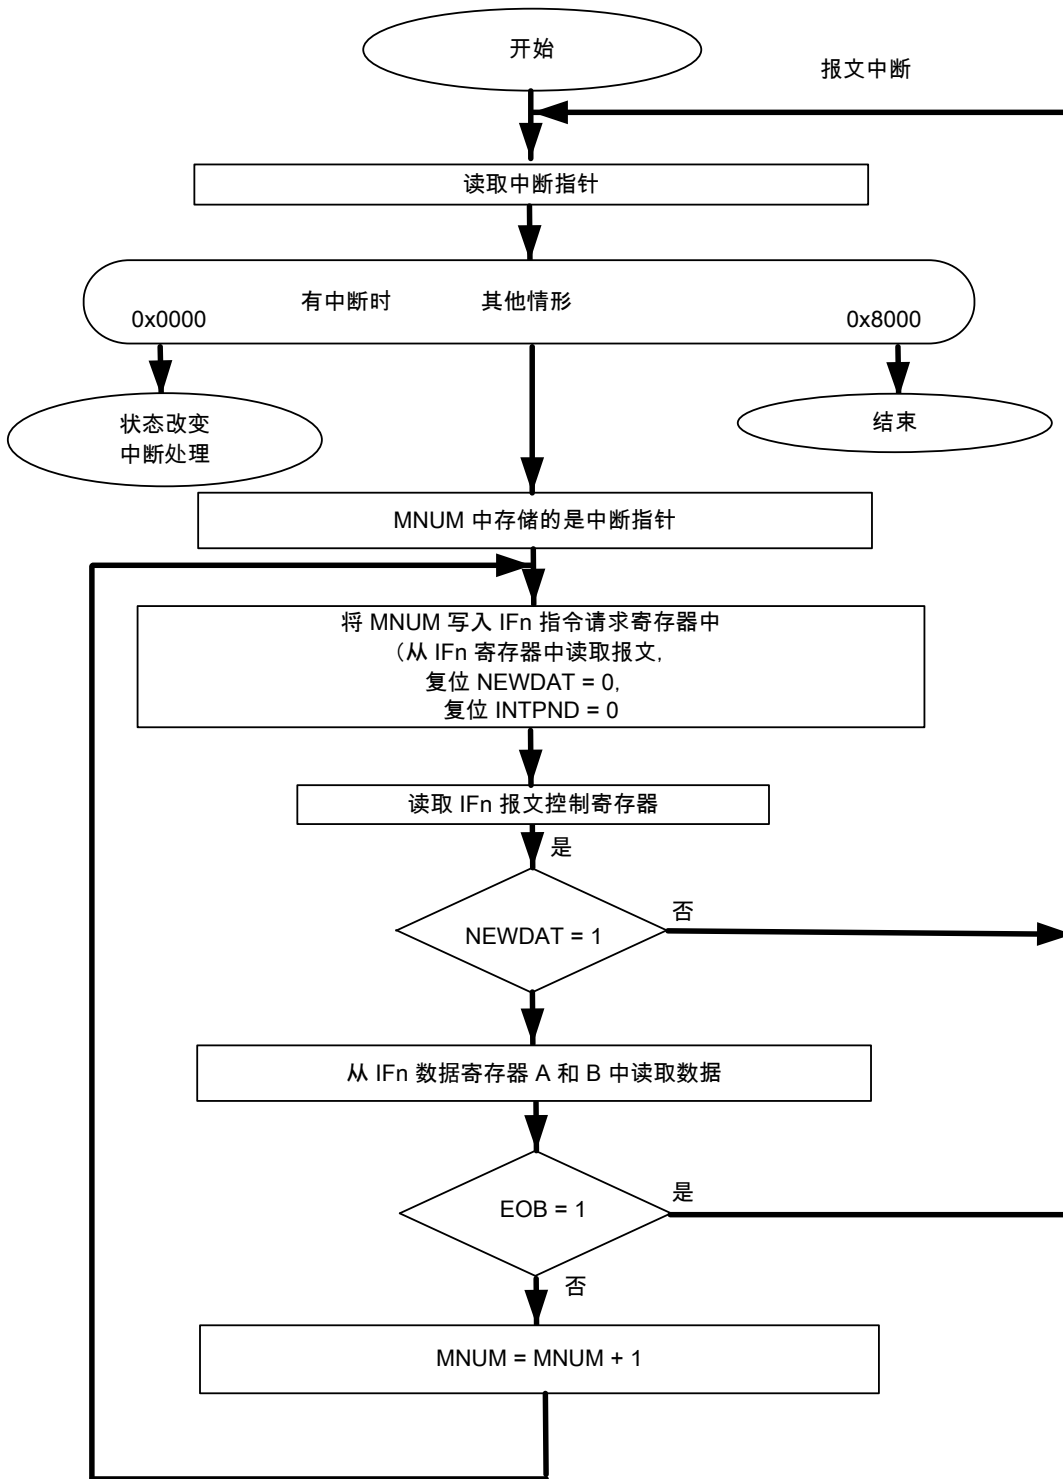 开始
报文中断
读取中断指针
有中断时 其他情形
0x0000 0x8000
状态改变
中断处理
结束
MNUM 中存储的是中断指针
将 MNUM 写入 IFn 指令请求寄存器中
（从 IFn 寄存器中读取报文,
复位 NEWDAT = 0,
复位 INTPND = 0
读取 IFn 报文控制寄存器
是
否
NEWDAT = 1
从 IFn 数据寄存器 A 和 B 中读取数据
是
EOB = 1
否
MNUM = MNUM + 1